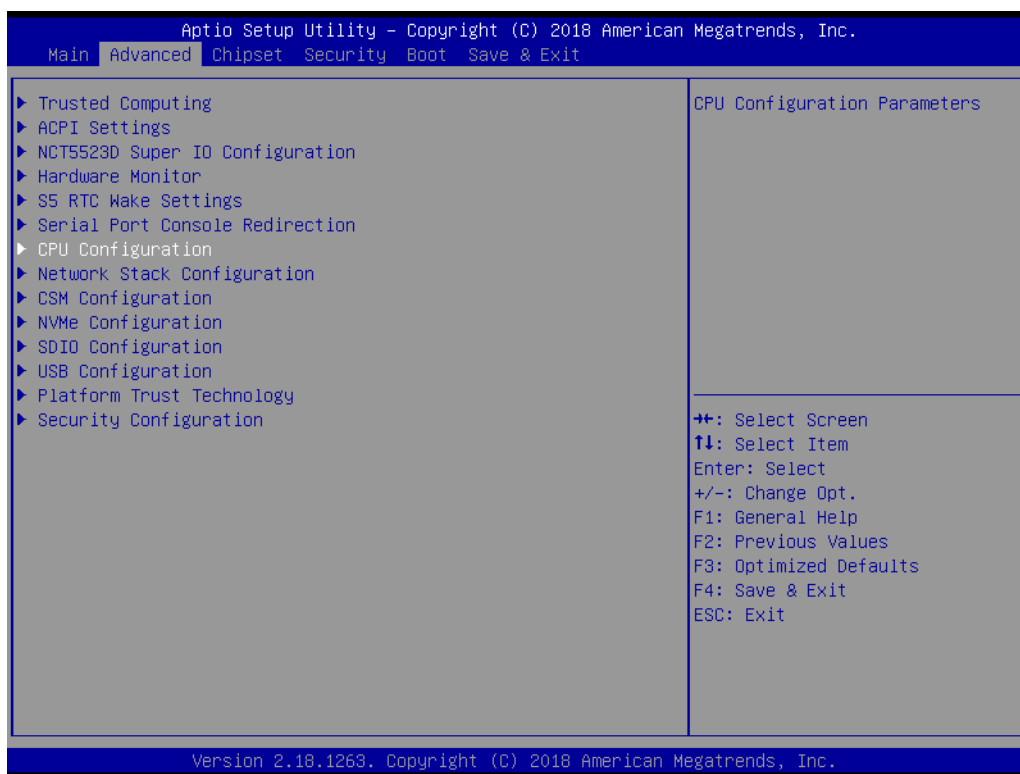 Aptio Setup Utility – Copyright (C) 2018 American Megatrends, Inc.
Main Advanced Chipset Security Boot Save & Exit
Trusted Computing
ACPI Settings
NCT5523D Super IO Configuration
Hardware Monitor
S5 RTC Wake Settings
Serial Port Console Redirection
CPU Configuration
Network Stack Configuration
CSM Configuration
NVMe Configuration
SDIO Configuration
USB Configuration
Platform Trust Technology
Security Configuration
CPU Configuration Parameters
→←: Select Screen
↑↓: Select Item
Enter: Select
+/-: Change Opt.
F1: General Help
F2: Previous Values
F3: Optimized Defaults
F4: Save & Exit
ESC: Exit
Version 2.18.1263. Copyright (C) 2018 American Megatrends, Inc.